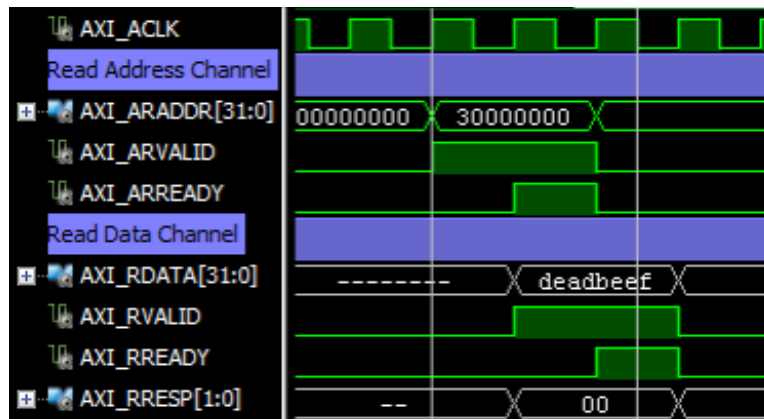 AXI_ACLK
Read Address Channel
AXI_ARADDR[31:0] 00000000 30000000
AXI_ARVALID
AXI_ARREADY
Read Data Channel
AXI_RDATA[31:0] -------- deadbeef
AXI_RVALID
AXI_RREADY
AXI_RRESP[1:0] -- 00